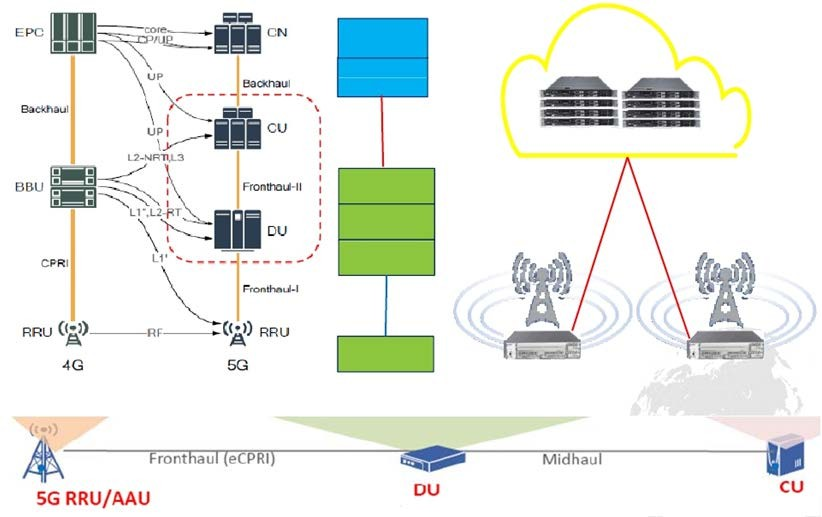 EPC
core
CN
CP/UP
UP
Backhaul
Backhaul
CU
UP
L2-NRT,L3
BBU
Fronthaul-II
L1",L2-RT
DU
CPRI
L1'
Fronthaul-I
RRU
RF
RRU
4G
5G
Fronthaul (eCPRI)
Midhaul
5G RRU/AAU
DU
CU